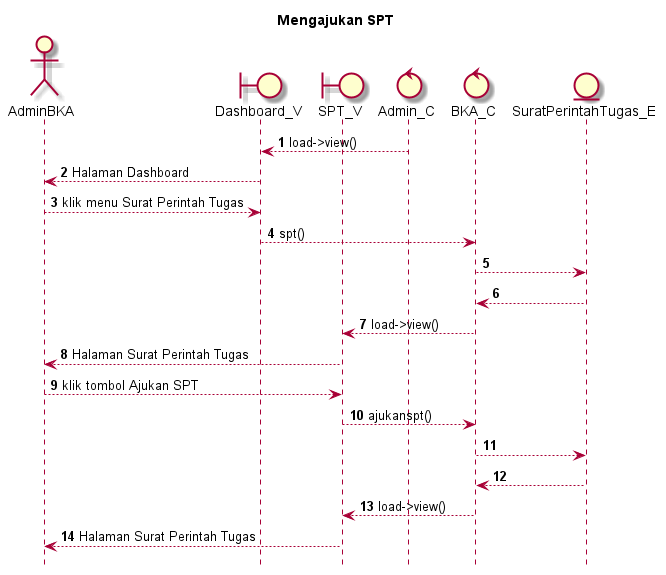 Mengajukan SPT
AdminBKA
Dashboard_V
SPT_V
Admin_C
BKA_C
SuratPerintahTugas_E
1 load->view()
2 Halaman Dashboard
3 klik menu Surat Perintah Tugas
4 spt()
5
6
7 load->view()
8 Halaman Surat Perintah Tugas
9 klik tombol Ajukan SPT
10 ajukanspt()
11
12
13 load->view()
14 Halaman Surat Perintah Tugas